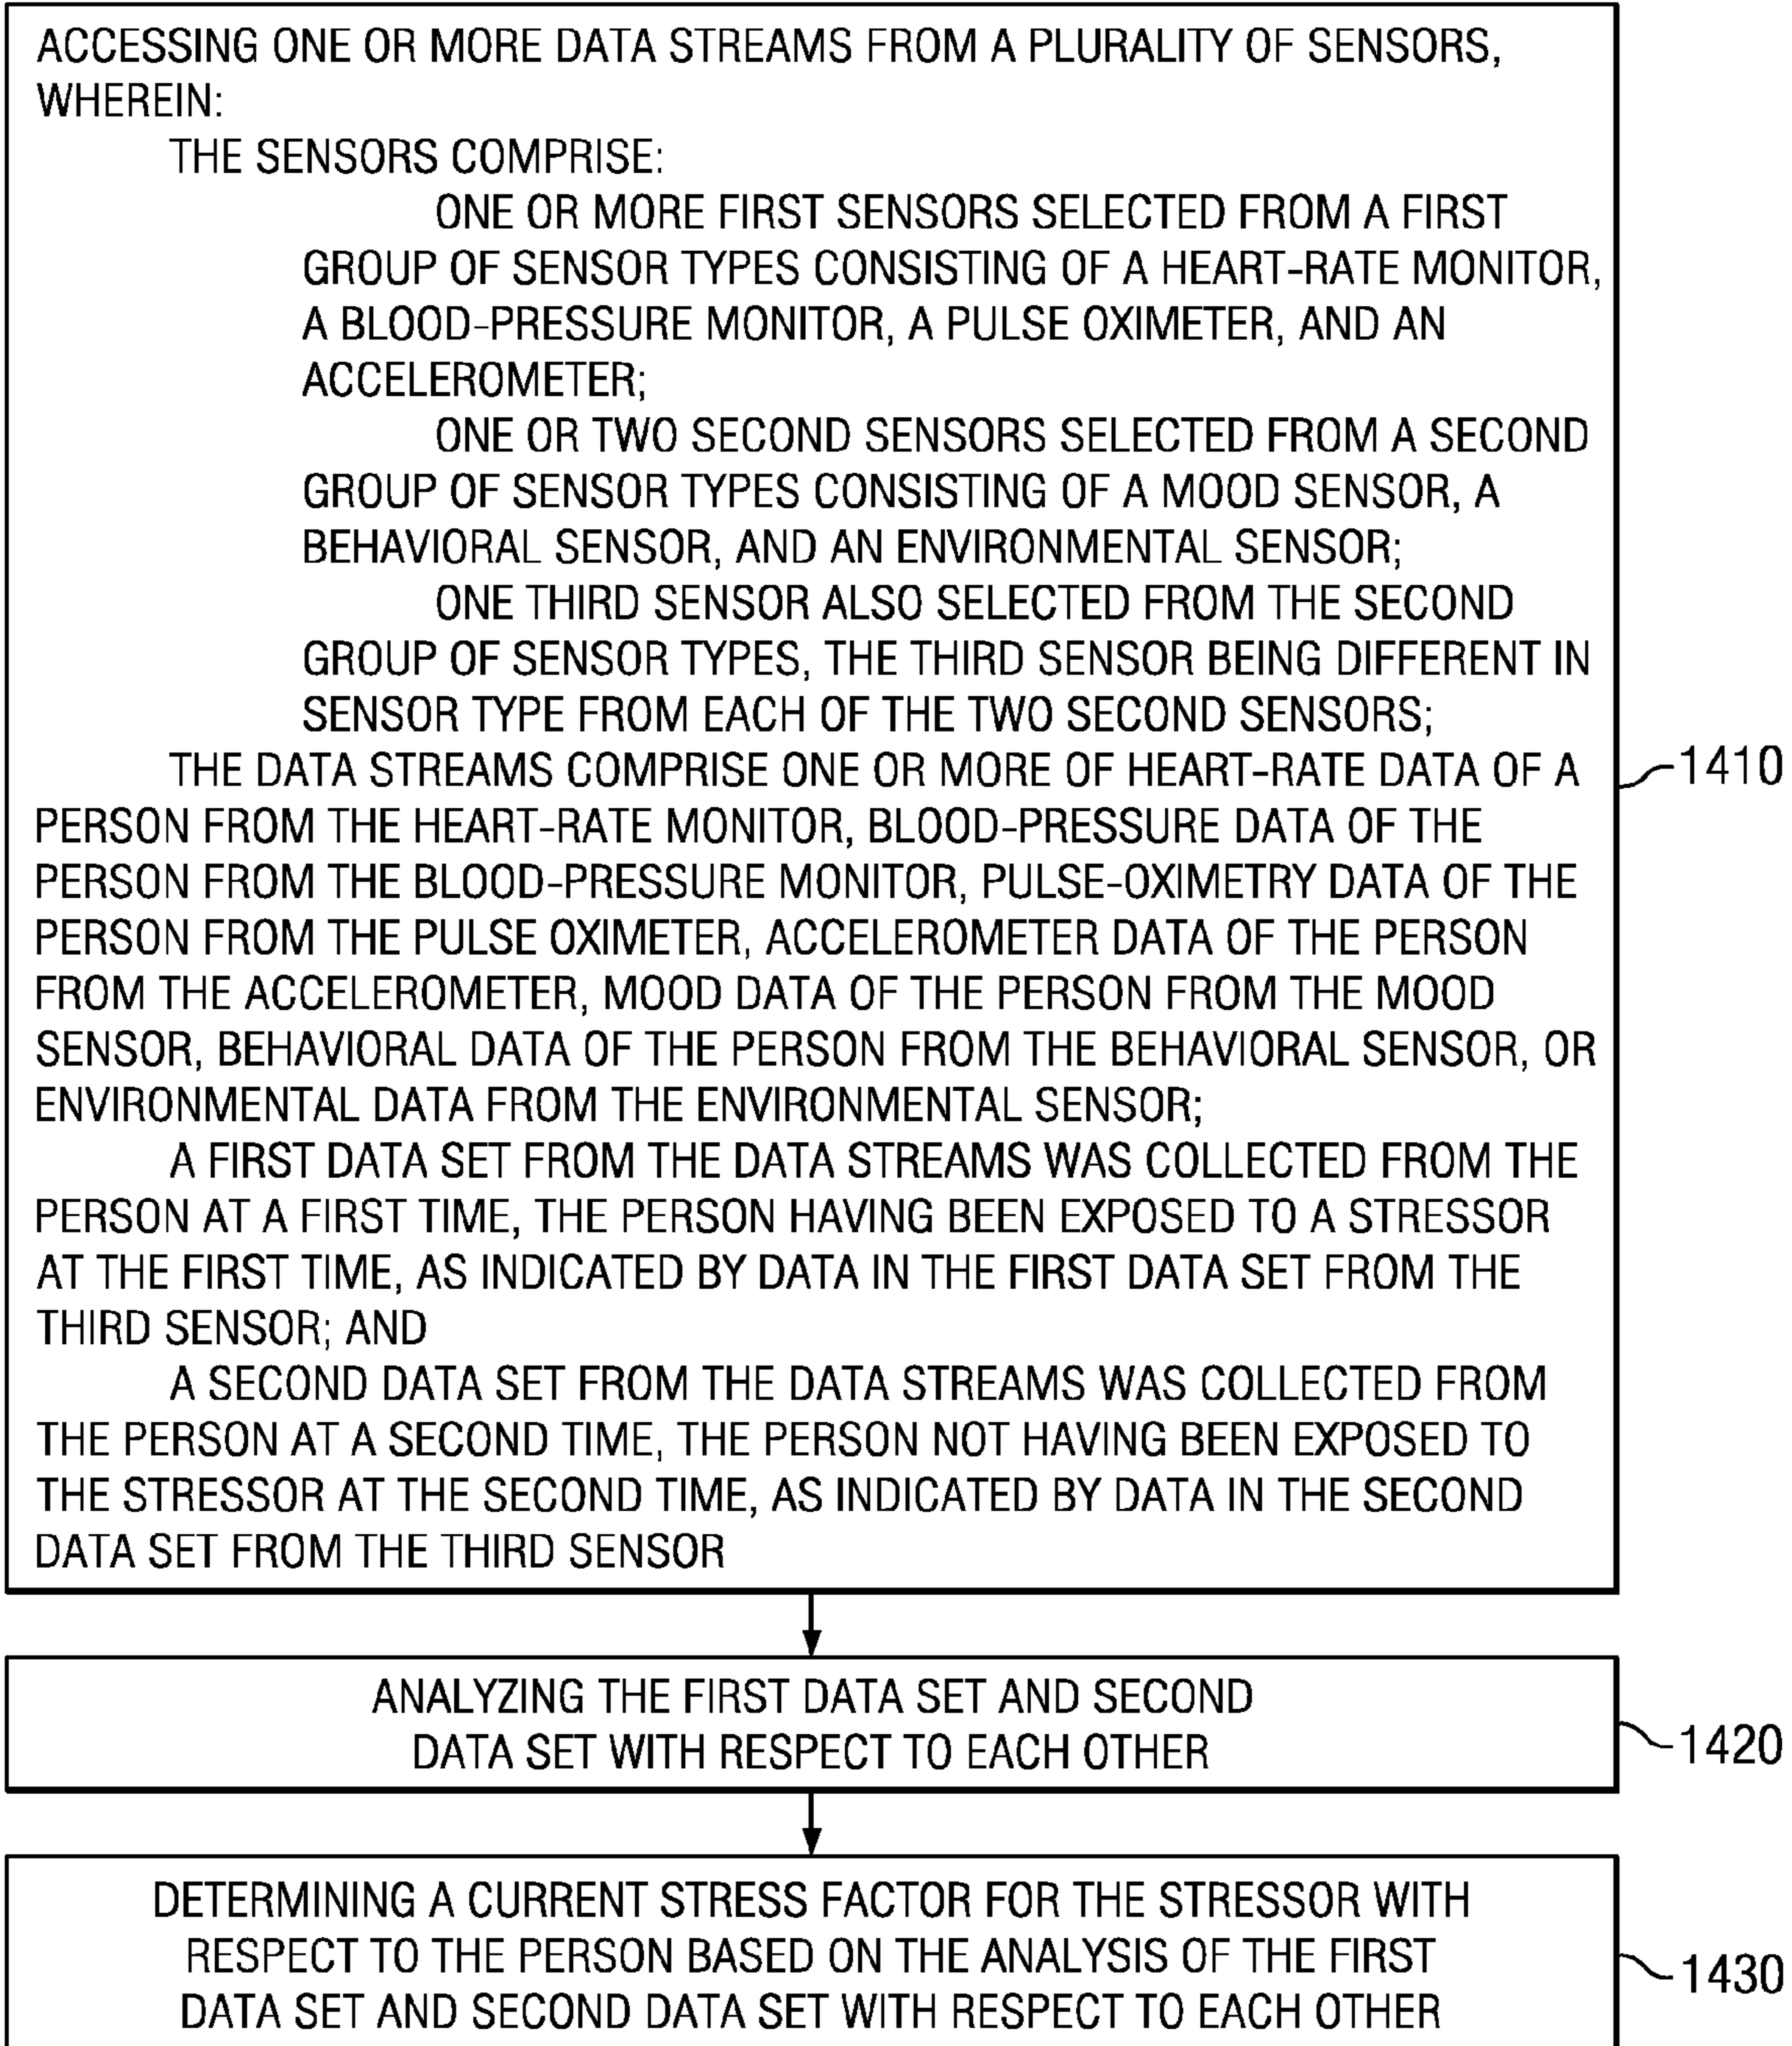 ACCESSING ONE OR MORE DATA STREAMS FROM A PLURALITY OF SENSORS,
WHEREIN:
THE SENSORS COMPRISE:
ONE OR MORE FIRST SENSORS SELECTED FROM A FIRST
GROUP OF SENSOR TYPES CONSISTING OF A HEART-RATE MONITOR,
A BLOOD-PRESSURE MONITOR, A PULSE OXIMETER, AND AN
ACCELEROMETER;
ONE OR TWO SECOND SENSORS SELECTED FROM A SECOND
GROUP OF SENSOR TYPES CONSISTING OF A MOOD SENSOR, A
BEHAVIORAL SENSOR, AND AN ENVIRONMENTAL SENSOR;
ONE THIRD SENSOR ALSO SELECTED FROM THE SECOND
GROUP OF SENSOR TYPES, THE THIRD SENSOR BEING DIFFERENT IN
SENSOR TYPE FROM EACH OF THE TWO SECOND SENSORS;
THE DATA STREAMS COMPRISE ONE OR MORE OF HEART-RATE DATA OF A
PERSON FROM THE HEART-RATE MONITOR, BLOOD-PRESSURE DATA OF THE
PERSON FROM THE BLOOD-PRESSURE MONITOR, PULSE-OXIMETRY DATA OF THE
PERSON FROM THE PULSE OXIMETER, ACCELEROMETER DATA OF THE PERSON
FROM THE ACCELEROMETER, MOOD DATA OF THE PERSON FROM THE MOOD
SENSOR, BEHAVIORAL DATA OF THE PERSON FROM THE BEHAVIORAL SENSOR, OR
ENVIRONMENTAL DATA FROM THE ENVIRONMENTAL SENSOR;
A FIRST DATA SET FROM THE DATA STREAMS WAS COLLECTED FROM THE
PERSON AT A FIRST TIME, THE PERSON HAVING BEEN EXPOSED TO A STRESSOR
AT THE FIRST TIME, AS INDICATED BY DATA IN THE FIRST DATA SET FROM THE
THIRD SENSOR; AND
A SECOND DATA SET FROM THE DATA STREAMS WAS COLLECTED FROM
THE PERSON AT A SECOND TIME, THE PERSON NOT HAVING BEEN EXPOSED TO
THE STRESSOR AT THE SECOND TIME, AS INDICATED BY DATA IN THE SECOND
DATA SET FROM THE THIRD SENSOR
1410
ANALYZING THE FIRST DATA SET AND SECOND
DATA SET WITH RESPECT TO EACH OTHER
1420
DETERMINING A CURRENT STRESS FACTOR FOR THE STRESSOR WITH
RESPECT TO THE PERSON BASED ON THE ANALYSIS OF THE FIRST
DATA SET AND SECOND DATA SET WITH RESPECT TO EACH OTHER
1430